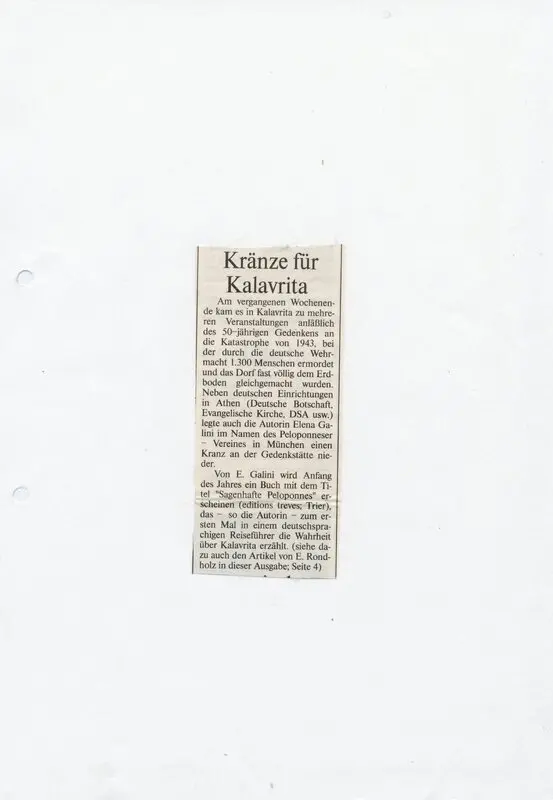 Kränze für
Kalavrita
Am vergangenen Wochenen-
de kam es in Kalavrita zu mehre-
ren Veranstaltungen anläßlich
des 50-jährigen Gedenkens an
die Katastrophe von 1943, bei
der durch die deutsche Wehr-
macht 1.300 Menschen ermordet
und das Dorf fast völlig dem Erd-
boden gleichgemacht wurden.
Neben deutschen Einrichtungen
in Athen (Deutsche Botschaft,
Evangelische Kirche, DSA usw.)
legte auch die Autorin Elena Ga-
lini im Namen des Peloponneser
- Vereines in München einen
Kranz an der Gedenkstätte nie-
der.
Von E. Galini wird Anfang
des Jahres ein Buch mit dem Ti-
tel "Sagenhafte Peloponnes" er-
scheinen (editions treves; Trier),
das - so die Autorin - zum er-
sten Mal in einem deutschspra-
chigen Reiseführer die Wahrheit
über Kalavrita erzählt. (siehe da-
zu auch den Artikel von E. Rond-
holz in dieser Ausgabe; Seite 4)